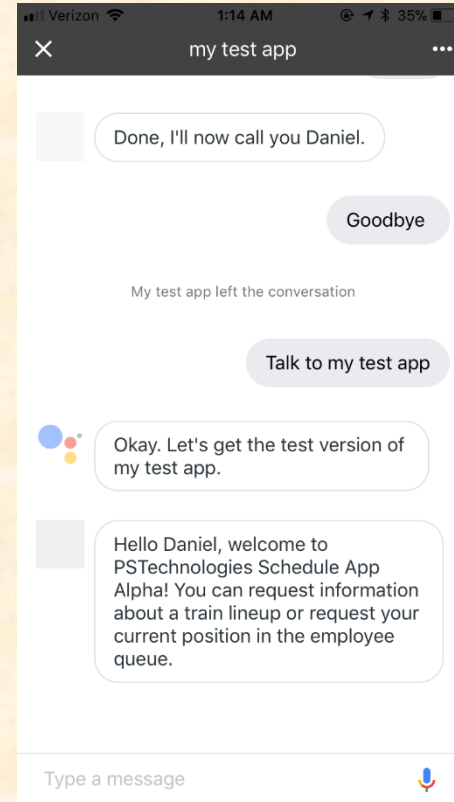 Verizon 1:14 AM 35%
my test app
Done, I'll now call you Daniel.
Goodbye
My test app left the conversation
Talk to my test app
Okay. Let's get the test version of
my test app.
Hello Daniel, welcome to
PSTechnologies Schedule App
Alpha! You can request information
about a train lineup or request your
current position in the employee
queue.
Type a message